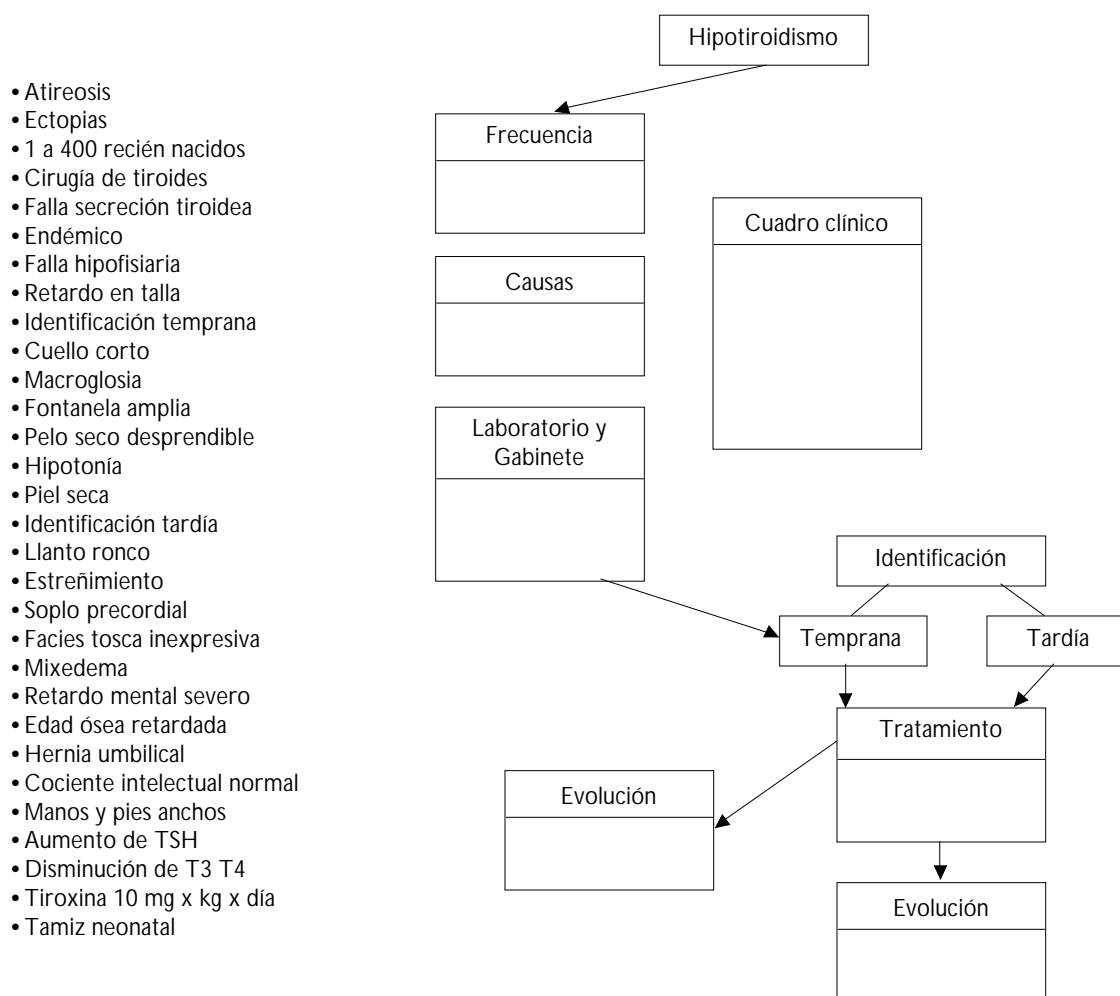 Hipotiroidismo
• Atireosis
• Ectopias
• 1 a 400 recién nacidos
• Cirugía de tiroides
• Falla secreción tiroidea
• Endémico
• Falla hipofisiaria
• Retardo en talla
• Identificación temprana
• Cuello corto
• Macroglosia
• Fontanela amplia
• Pelo seco desprendible
• Hipotonía
• Piel seca
• Identificación tardía
• Llanto ronco
• Estreñimiento
• Soplo precordial
• Facies tosca inexpresiva
• Mixedema
• Retardo mental severo
• Edad ósea retardada
• Hernia umbilical
• Cociente intelectual normal
• Manos y pies anchos
• Aumento de TSH
• Disminución de T3 T4
• Tiroxina 10 mg x kg x día
• Tamiz neonatal
Frecuencia
Cuadro clínico
Causas
Laboratorio y
Gabinete
Identificación
Temprana
Tardía
Tratamiento
Evolución
Evolución